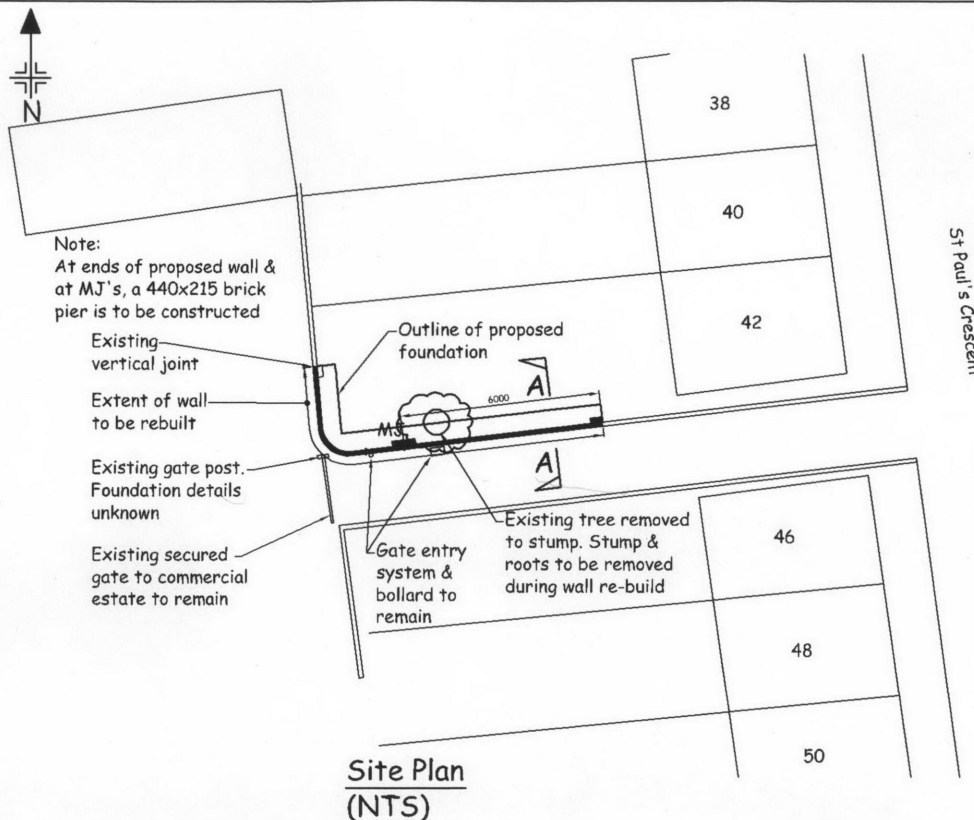 N
38
40
42
St Paul's Crescent
Note:
At ends of proposed wall &
at MJ's, a 440x215 brick
pier is to be constructed
Existing
vertical joint
Outline of proposed
foundation
Extent of wall
to be rebuilt
A
6000
MJ
A
Existing gate post.
Foundation details
unknown
Existing secured
gate to commercial
estate to remain
Gate entry
system &
bollard to
remain
Existing tree removed
to stump. Stump &
roots to be removed
during wall re-build
46
48
50
Site Plan
(NTS)